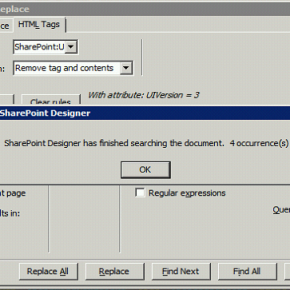 Replace
ce HTML Tags
SharePoint:U
n: Remove tag and contents
Clear rules With attribute: UIVersion = 3
SharePoint Designer
SharePoint Designer has finished searching the document. 4 occurrence(s)
OK
nt page Regular expressions
lts in: Quer
Replace All Replace Find Next Find All